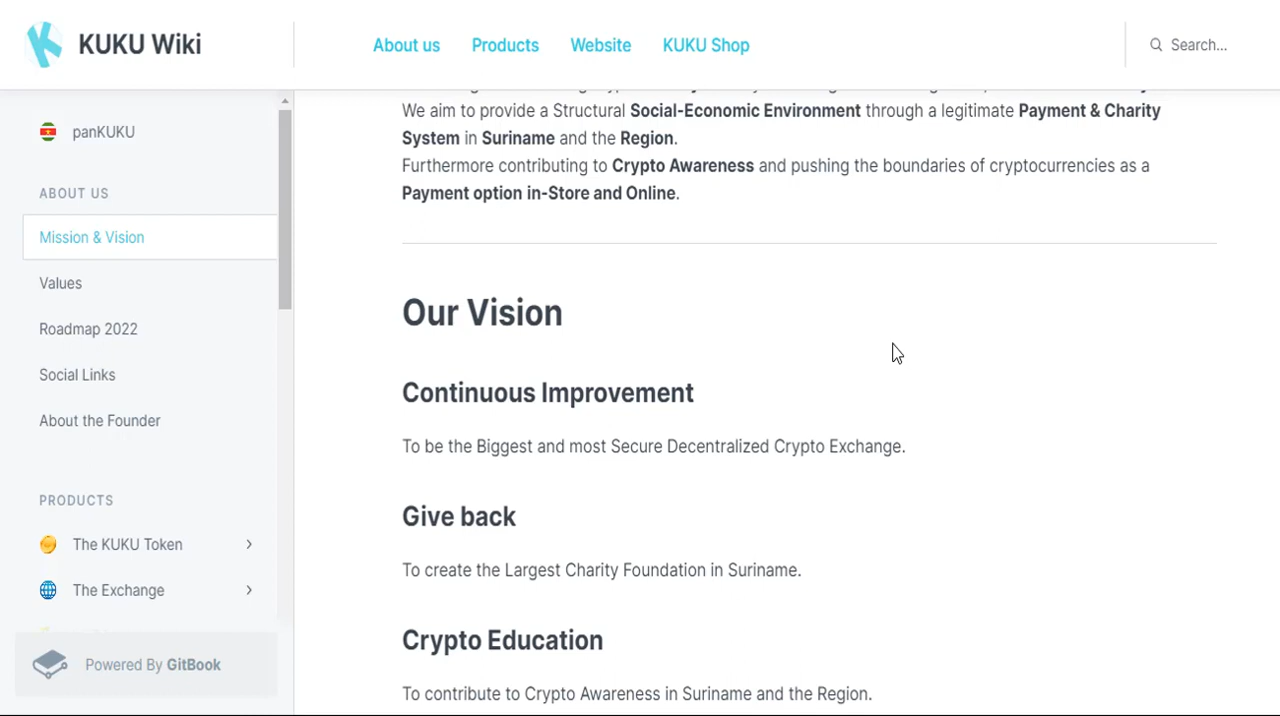 KUKU Wiki
About us
Products
Website
KUKU Shop
Search...
panKUKU
ABOUT US
Mission & Vision
Values
Roadmap 2022
Social Links
About the Founder
PRODUCTS
The KUKU Token
The Exchange
Powered By GitBook
We aim to provide a Structural Social-Economic Environment through a legitimate Payment & Charity
System in Suriname and the Region.
Furthermore contributing to Crypto Awareness and pushing the boundaries of cryptocurrencies as a
Payment option in-Store and Online.
Our Vision
Continuous Improvement
To be the Biggest and most Secure Decentralized Crypto Exchange.
Give back
To create the Largest Charity Foundation in Suriname.
Crypto Education
To contribute to Crypto Awareness in Suriname and the Region.